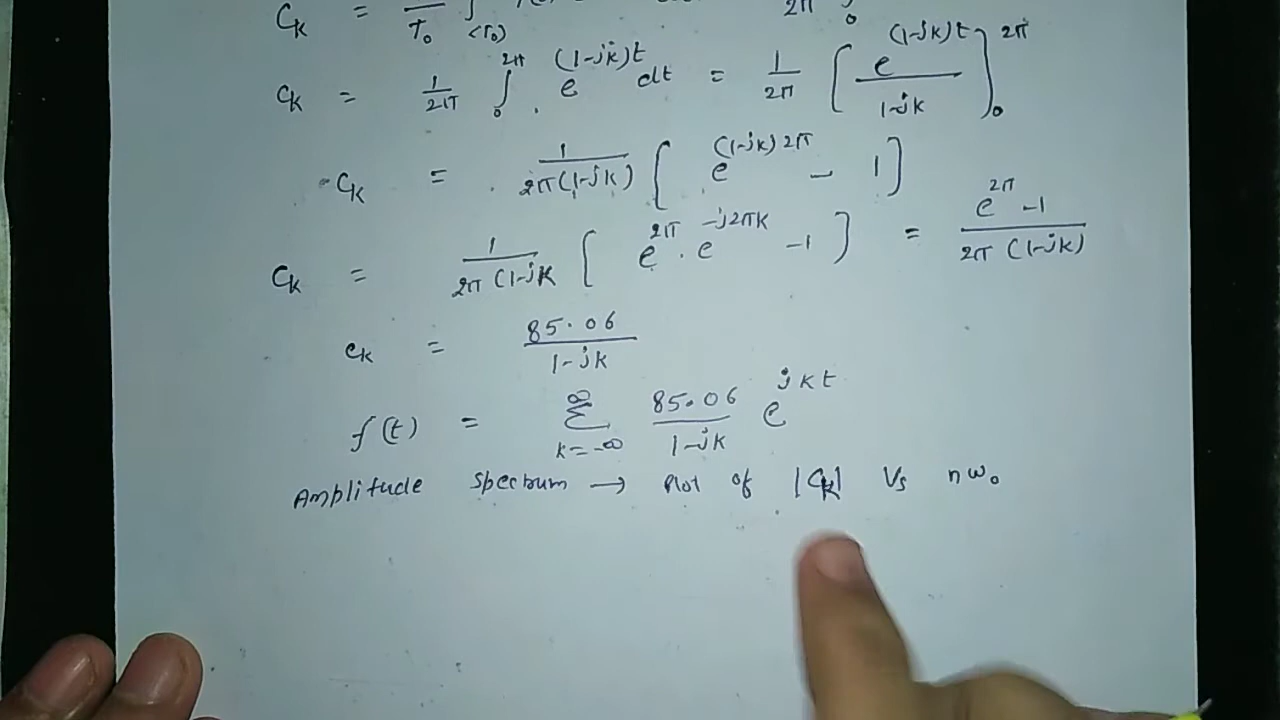 Ck = T₀ ∫ <T₀> 2π 0
Ck = 1/2π ∫₀^2π e^(1-jk)t dt = 1/2π [ e^(1-jk)t / 1-jk ]₀^2π
Ck = 1/2π(1-jk) [ e^(1-jk)2π - 1 ]
Ck = 1/2π(1-jk [ e^2π . e^-j2πk - 1 ] = e^2π - 1 / 2π(1-jk)
ck = 85.06 / 1-jk
f(t) = Σ_k=-∞^∞ 85.06 / 1-jk e^jkt
Amplitude Spectrum → Plot of |Ck| Vs nω₀